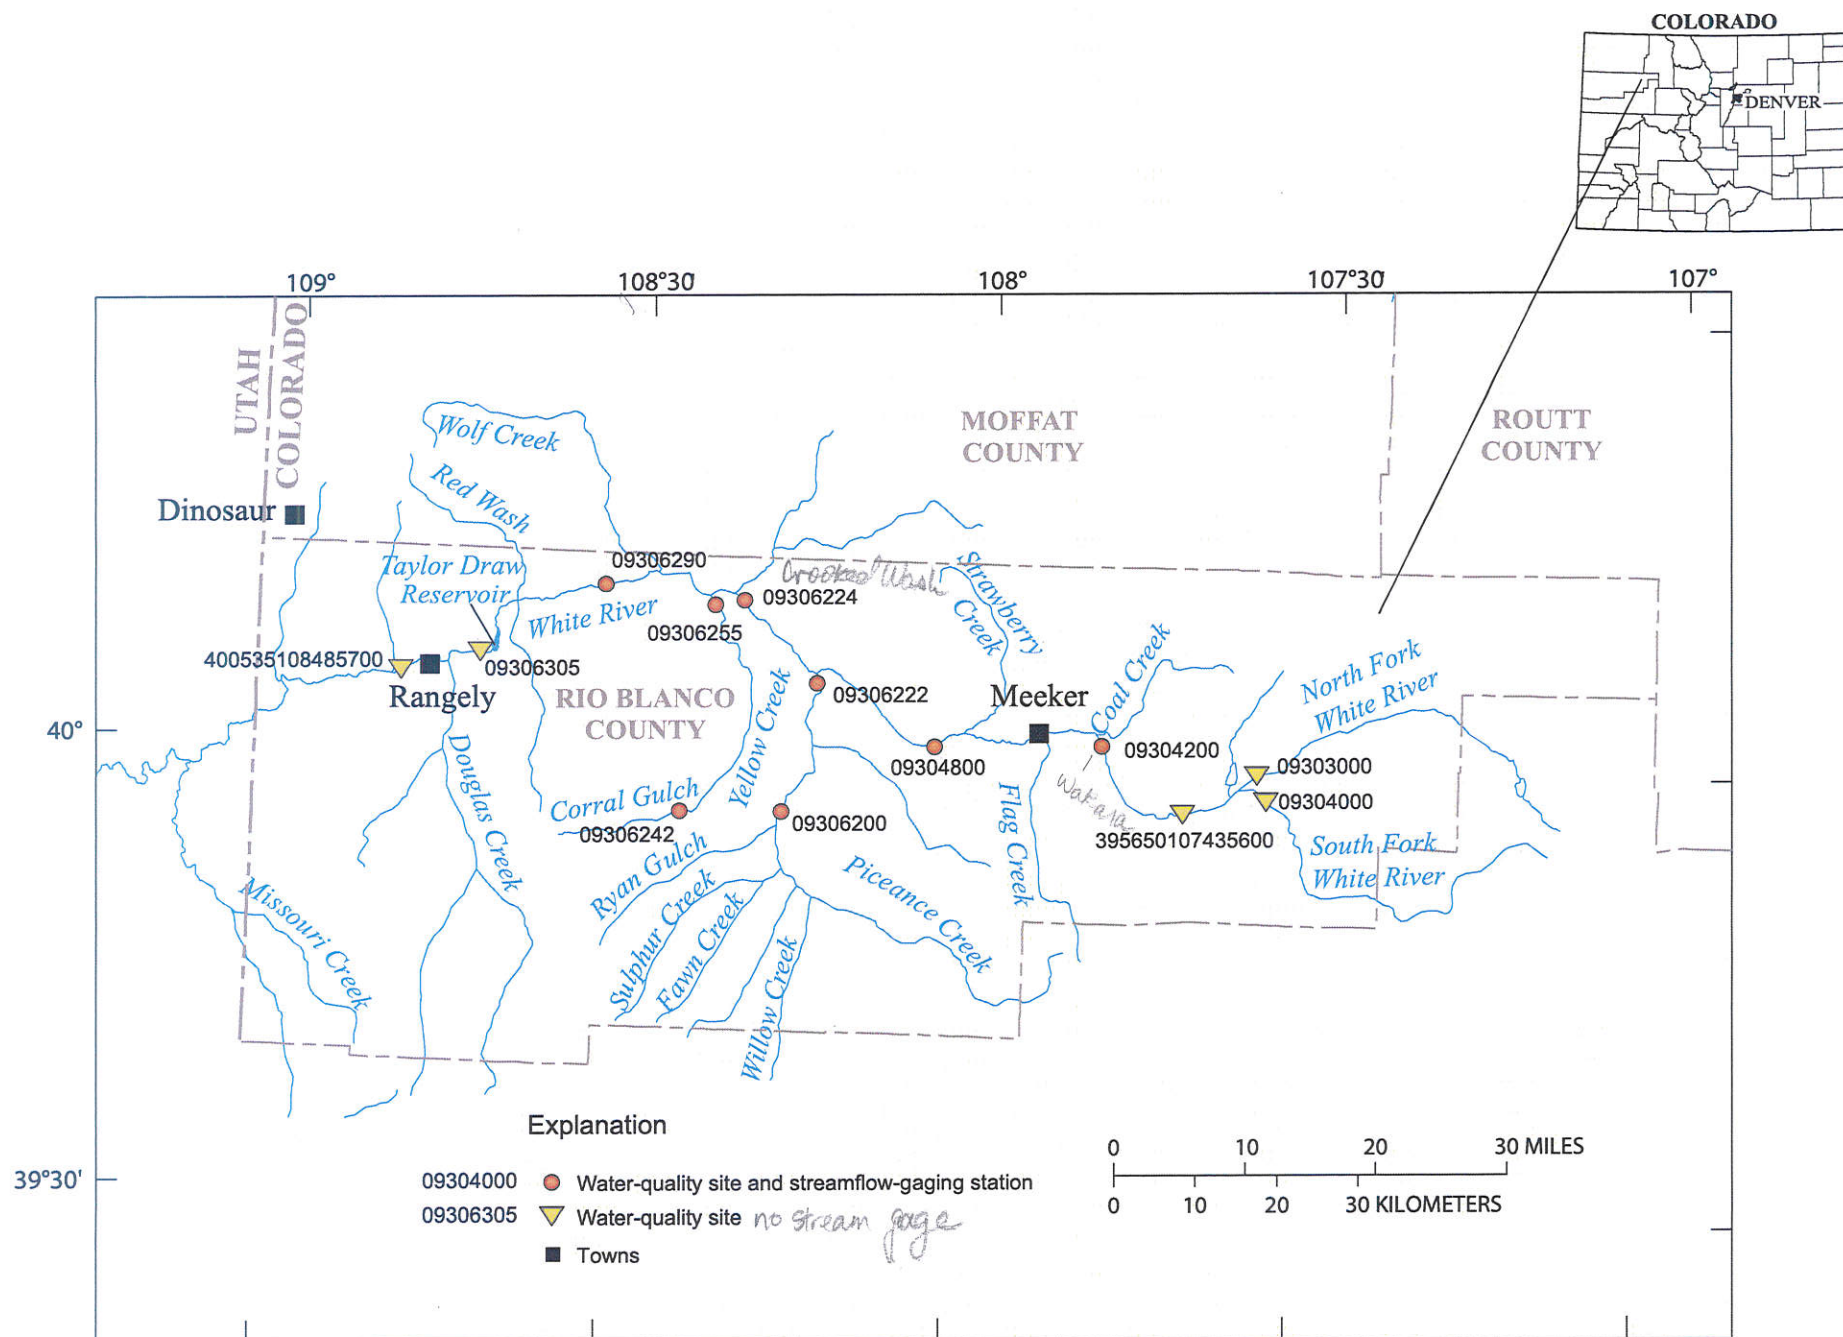 COLORADO
DENVER
109°
108°30'
108°
107°30'
107°
UTAH
COLORADO
MOFFAT
COUNTY
ROUTT
COUNTY
Wolf Creek
Red Wash
Dinosaur
Taylor Draw
Reservoir
09306290
Crooked Wash
Strawberry
Creek
09306224
White River
09306255
400535108485700
09306305
Rangely
RIO BLANCO
COUNTY
Yellow Creek
09306222
Meeker
Coal Creek
North Fork
White River
40°
Douglas Creek
09304800
09304200
09303000
Wakara
Flag Creek
09304000
Corral Gulch
09306242
09306200
395650107435600
South Fork
White River
Ryan Gulch
Piceance Creek
Missouri Creek
Sulphur Creek
Fawn Creek
Willow Creek
Explanation
39°30'
09304000 Water-quality site and streamflow-gaging station
09306305 Water-quality site no stream gage
Towns
0 10 20 30 MILES
0 10 20 30 KILOMETERS